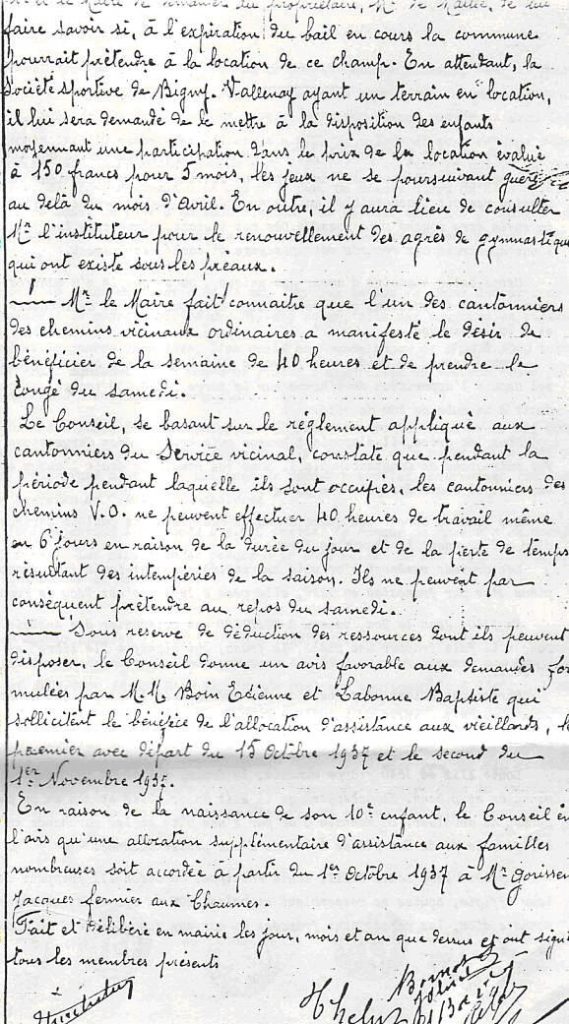 le Maire de demander au propriétaire, Mr de Maillé, de lui
faire savoir si, à l'expiration du bail en cours la commune
pourrait prétendre à la location de ce champ. En attendant, la
Société Sportive de Bigny-Vallenay ayant un terrain en location,
il lui sera demandé de le mettre à la disposition des enfants
moyennant une participation dans le prix de la location évalué
à 150 francs pour 5 mois, les jeux ne se poursuivant guère
au delà du mois d'Avril. En outre, il y aura lieu de consulter
Mr l'instituteur pour le renouvellement des agrès de gymnastique
qui ont existé sous les préaux.
Mr le Maire fait connaître que l'un des cantonniers
des chemins vicinaux ordinaires a manifesté le désir de
bénéficier de la semaine de 40 heures et de prendre le
congé du samedi.
Le Conseil, se basant sur le réglement appliqué aux
cantonniers du Service vicinal, constate que pendant la
période pendant laquelle ils sont occupés, les cantonniers des
chemins V.O. ne peuvent effectuer 40 heures de travail même
en 6 jours en raison de la durée du jour et de la perte de temps
résultant des intempéries de la saison. Ils ne peuvent par
conséquent prétendre au repos du samedi.
Sous réserve de déduction des ressources dont ils peuvent
disposer, le Conseil donne un avis favorable aux demandes for
mulées par M.M. Boin Etienne et Labonne Baptiste qui
sollicitent le bénéfice de l'allocation d'assistance aux vieillards, le
premier avec départ du 15 Octobre 1937 et le second du
1er Novembre 1937.
En raison de la naissance de son 10e enfant, le Conseil
l'avis qu'une allocation supplémentaire d'assistance aux familles
nombreuses soit accordée à partir du 1er Octobre 1937 à Mr Gorissen
Jacques fermier aux Chaumes.
Fait et délibéré en mairie les jour, mois et an que dessus et ont sign
tous les membres présents